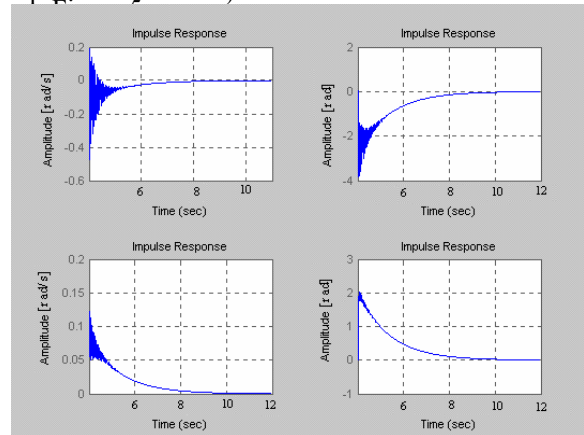 Impulse Response
0.2
0
-0.2
-0.4
-0.6
Amplitude [rad/s]
6
8
10
Time (sec)
Impulse Response
2
0
-2
-4
Amplitude [rad]
6
8
10
12
Time (sec)
Impulse Response
0.2
0.15
0.1
0.05
0
Amplitude [rad/s]
6
8
10
12
Time (sec)
Impulse Response
3
2
1
0
-1
Amplitude [rad]
6
8
10
12
Time (sec)